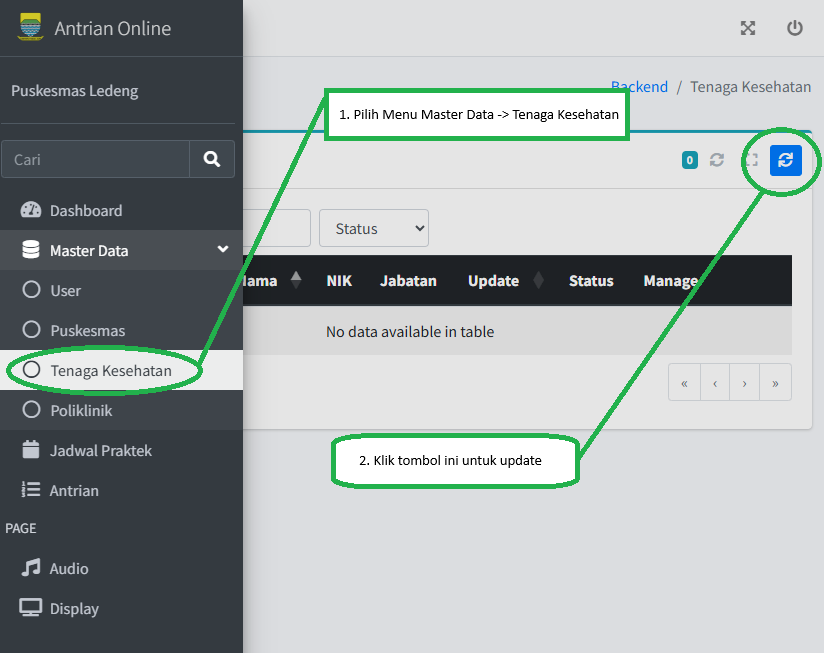 Antrian Online
Puskesmas Ledeng
Cari
Dashboard
Master Data
User
Puskesmas
Tenaga Kesehatan
Poliklinik
Jadwal Praktek
Antrian
PAGE
Audio
Display
Backend / Tenaga Kesehatan
1. Pilih Menu Master Data -> Tenaga Kesehatan
0
Status
NIK Jabatan Update Status Manage
No data available in table
« ‹ › »
2. Klik tombol ini untuk update